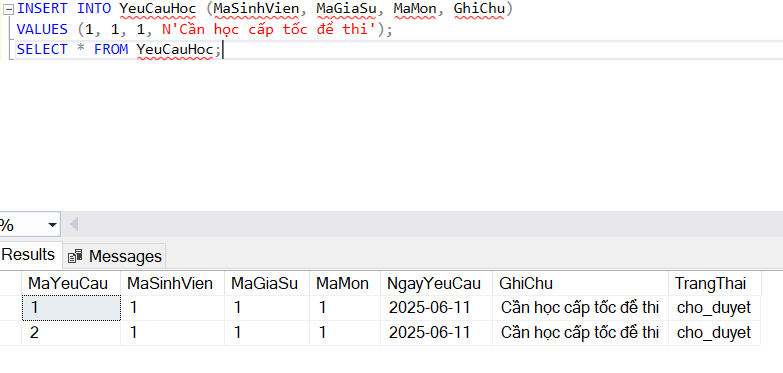 INSERT INTO YeuCauHoc (MaSinhVien, MaGiaSu, MaMon, GhiChu)
VALUES (1, 1, 1, N'Cần học cấp tốc để thi');
SELECT * FROM YeuCauHoc;
%
Results Messages
MaYeuCau MaSinhVien MaGiaSu MaMon NgayYeuCau GhiChu TrangThai
1 1 1 1 2025-06-11 Cần học cấp tốc để thi cho_duyet
2 1 1 1 2025-06-11 Cần học cấp tốc để thi cho_duyet